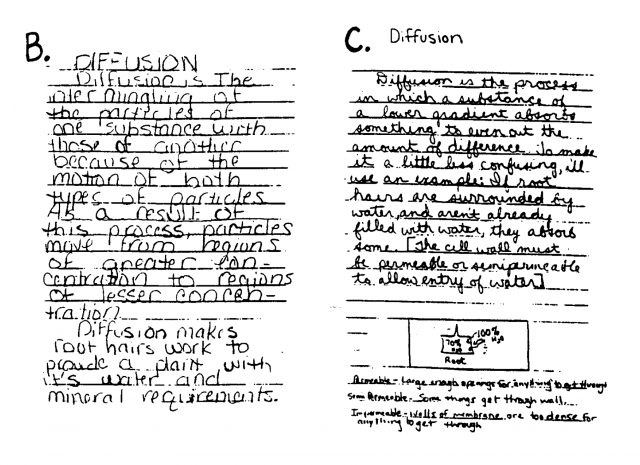 B.
DIFFUSION
Diffusion is The
intermingling of
the particles of
one substance with
those of another
because of the
motion of both
types of particles
As a result of
this process, particles
move from regions
of greater con-
centration to regions
of lesser concen-
tration.
Diffusion makes
root hairs work to
provide a plant with
it's water and
mineral requirements.
C.
Diffusion
Diffusion is the process
in which a substance of
a lower gradient absorbs
something to even out the
amount of difference. To make
it a little less confusing, ill
use an example: If root
hairs are surrounded by
water, and aren't already
filled with water, they absorb
some. [The cell wall must
be permeable or semipermeable
to allow entry of water]
100%
H2O
70%
H2O
Root
Permeable - Large enough openings for anything to get through
Semi Permeable - Some things get through wall.
Impermeable - Walls of membrane are too dense for
anything to get through